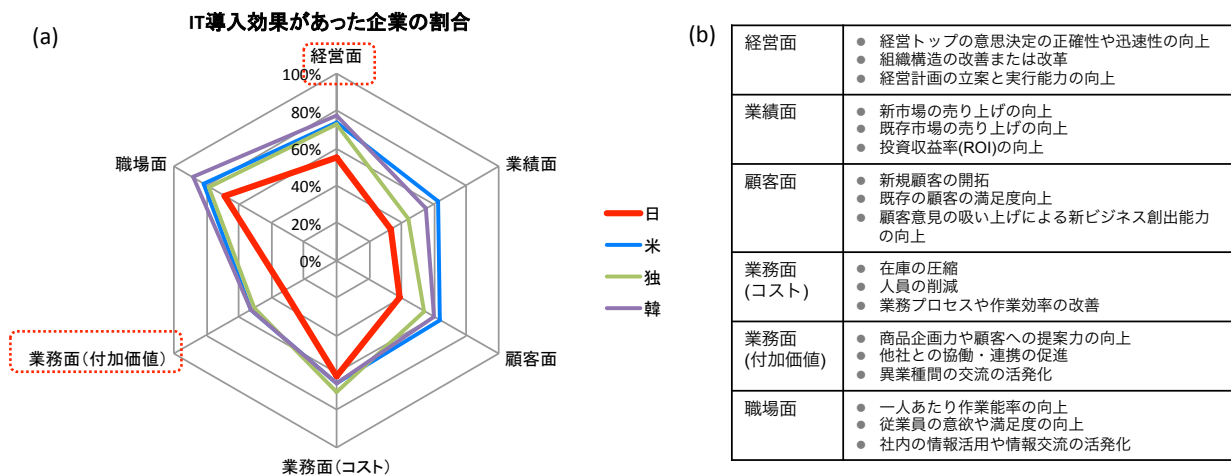 (a)
IT導入効果があった企業の割合
経営面
100%
80%
60%
40%
20%
0%
職場面
業績面
業務面(付加価値)
顧客面
業務面(コスト)
日
米
独
韓
(b)
経営面
● 経営トップの意思決定の正確性や迅速性の向上
● 組織構造の改善または改革
● 経営計画の立案と実行能力の向上
業績面
● 新市場の売り上げの向上
● 既存市場の売り上げの向上
● 投資収益率(ROI)の向上
顧客面
● 新規顧客の開拓
● 既存の顧客の満足度向上
● 顧客意見の吸い上げによる新ビジネス創出能力
の向上
業務面
(コスト)
● 在庫の圧縮
● 人員の削減
● 業務プロセスや作業効率の改善
業務面
(付加価値)
● 商品企画力や顧客への提案力の向上
● 他社との協働・連携の促進
● 異業種間の交流の活発化
職場面
● 一人あたり作業能率の向上
● 従業員の意欲や満足度の向上
● 社内の情報活用や情報交流の活発化